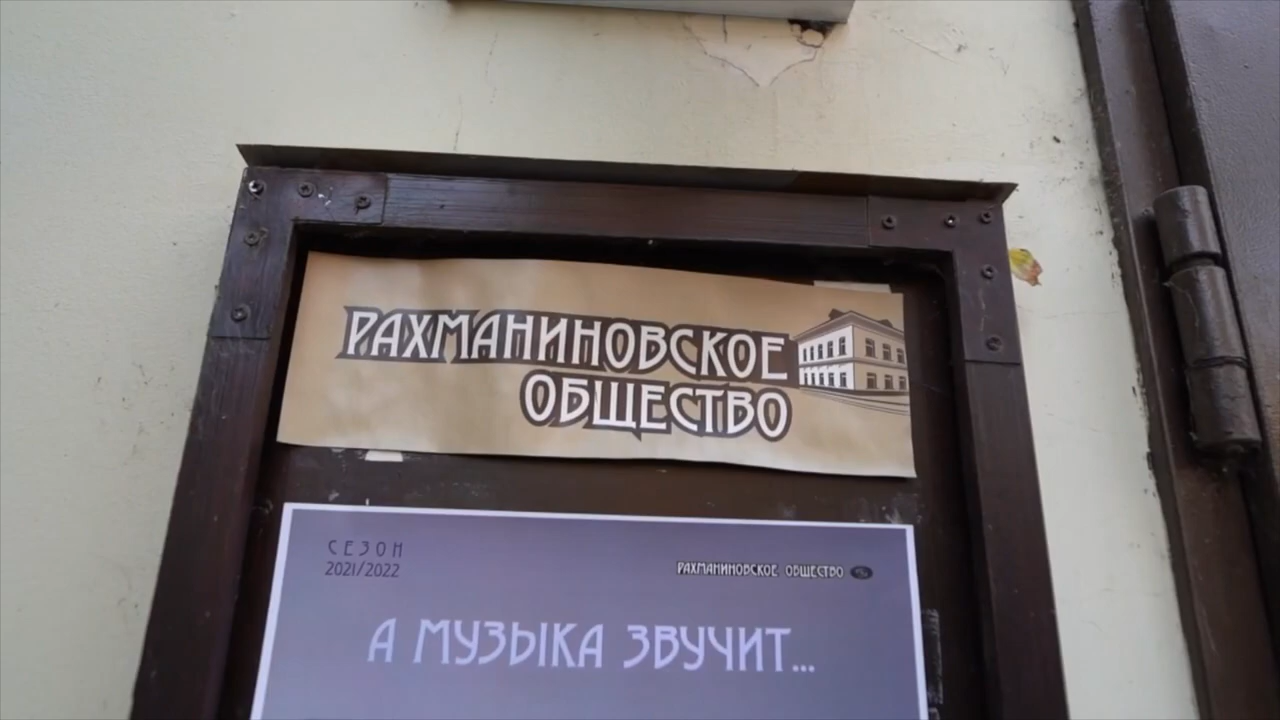 РАХМАНИНОВСКОЕ
ОБЩЕСТВО
СЕЗОН
2021/2022
РАХМАНИНОВСКОЕ ОБЩЕСТВО
А МУЗЫКА ЗВУЧИТ...